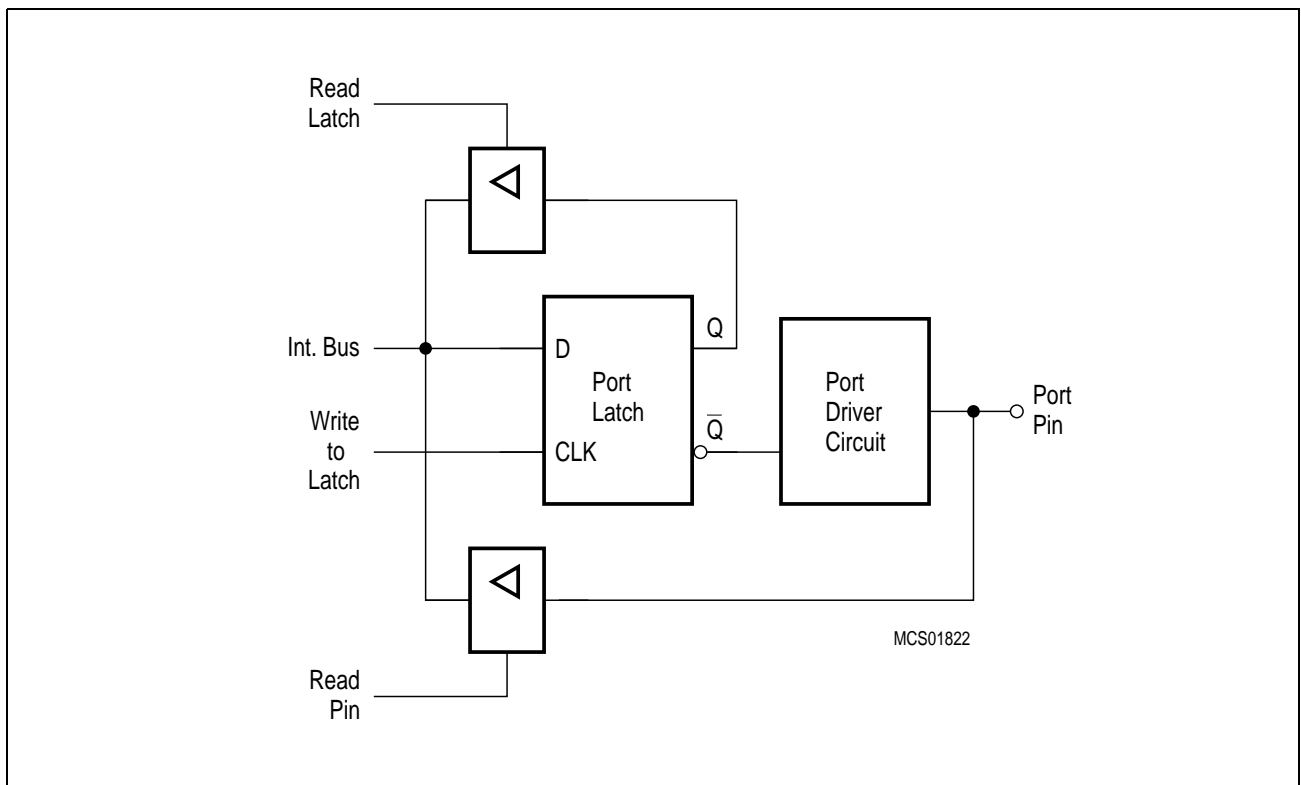 Read
Latch
Int. Bus
D
Q
Port
Latch
Q̅
CLK
Write
to
Latch
Port
Driver
Circuit
Port
Pin
MCS01822
Read
Pin